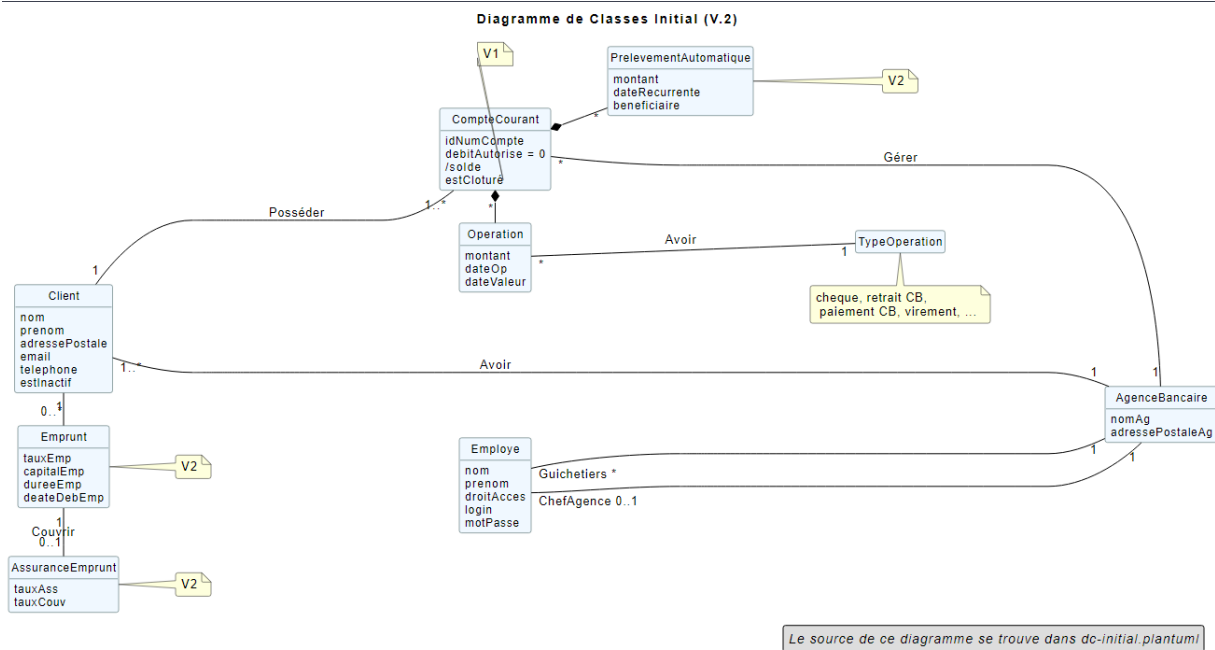 Diagramme de Classes Initial (V.2)
V1
PrelevementAutomatique
montant
dateRecurrente
beneficiaire
V2
CompteCourant
idNumCompte
debitAutorise = 0
/solde
estCloturé
*
*
Gérer
1..*
Posséder
1
*
Operation
montant
dateOp
dateValeur
*
Avoir
1
TypeOperation
cheque, retrait CB,
paiement CB, virement, ...
Client
nom
prenom
adressePostale
email
telephone
estInactif
1..*
Avoir
1
1
AgenceBancaire
nomAg
adressePostaleAg
1
0..*
Emprunt
tauxEmp
capitalEmp
dureeEmp
deateDebEmp
V2
Employe
nom
prenom
droitAcces
login
motPasse
Guichetiers *
1
ChefAgence 0..1
1
1
Couvrir
0..1
AssuranceEmprunt
tauxAss
tauxCouv
V2
Le source de ce diagramme se trouve dans dc-initial.plantuml